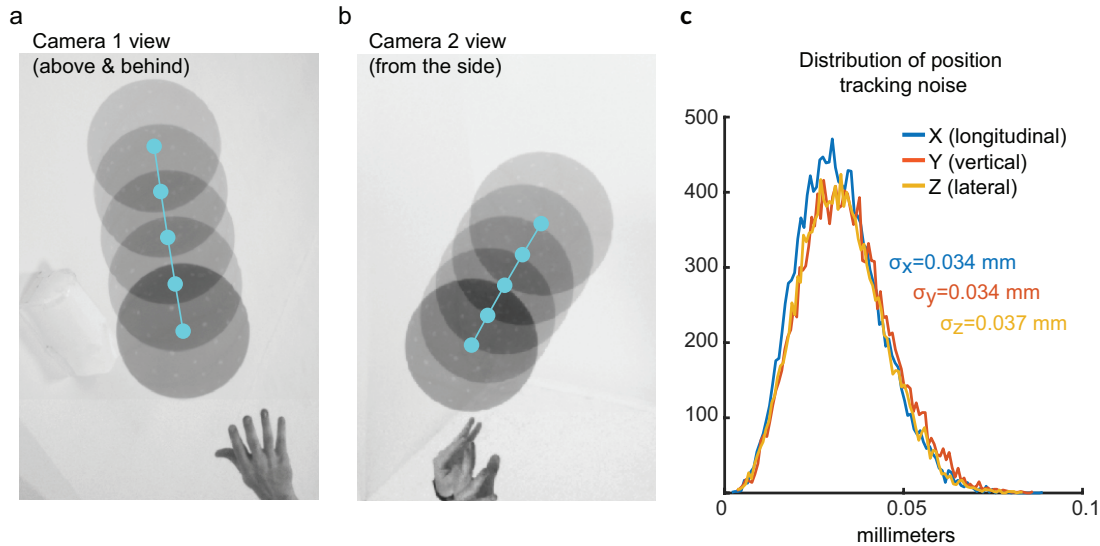 a
Camera 1 view
(above & behind)
b
Camera 2 view
(from the side)
c
Distribution of position
tracking noise
500
400
300
200
100
0
0.05
0.1
millimeters
X (longitudinal)
Y (vertical)
Z (lateral)
σx=0.034 mm
σy=0.034 mm
σz=0.037 mm